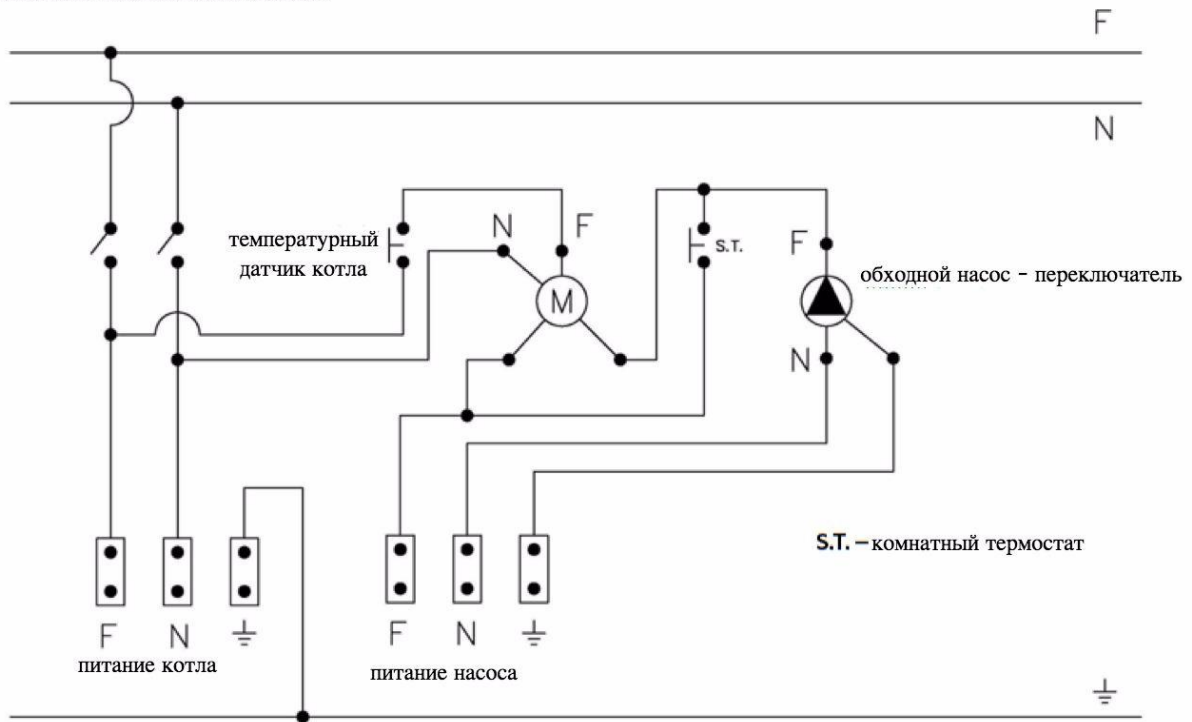 F
N
температурный
датчик котла
N
F
M
S.T.
F
обходной насос - переключатель
N
S.T. – комнатный термостат
F
N
питание котла
F
N
питание насоса